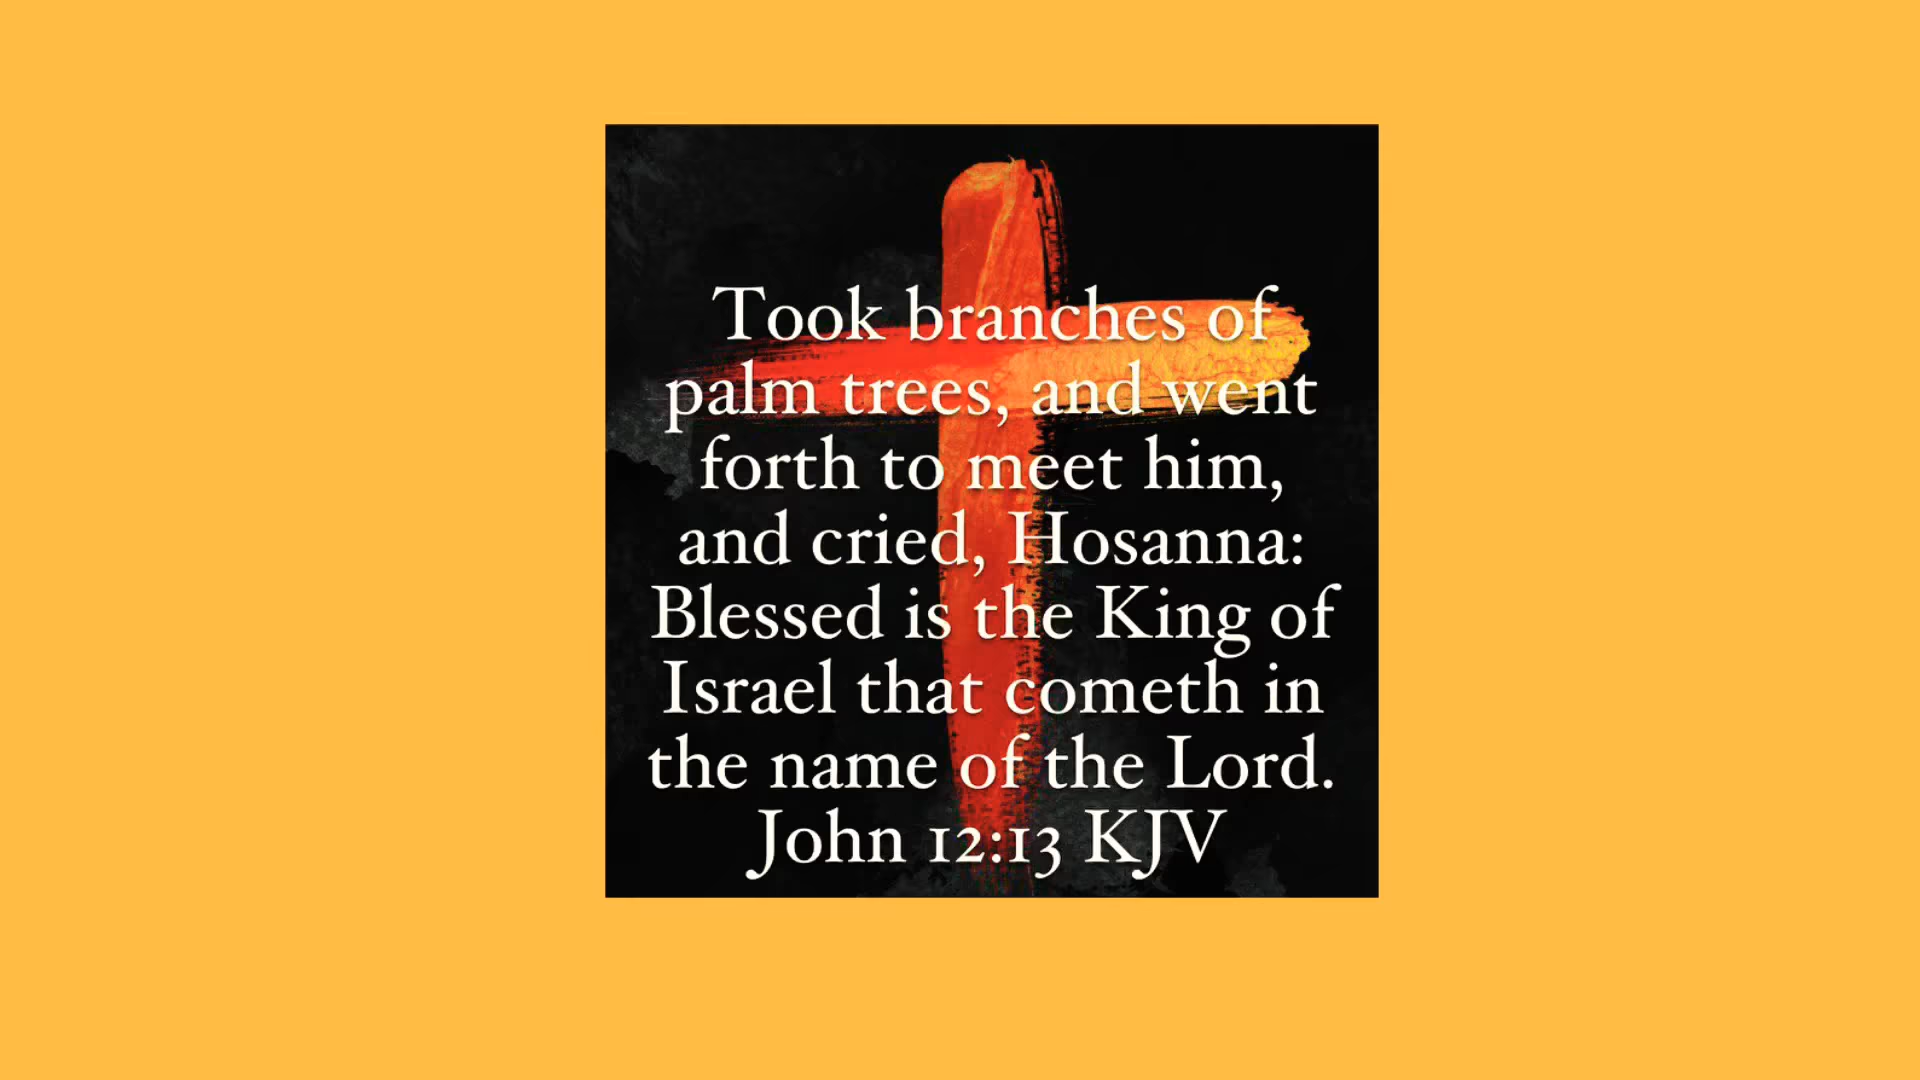 Took branches of
palm trees, and went
forth to meet him,
and cried, Hosanna:
Blessed is the King of
Israel that cometh in
the name of the Lord.
John 12:13 KJV